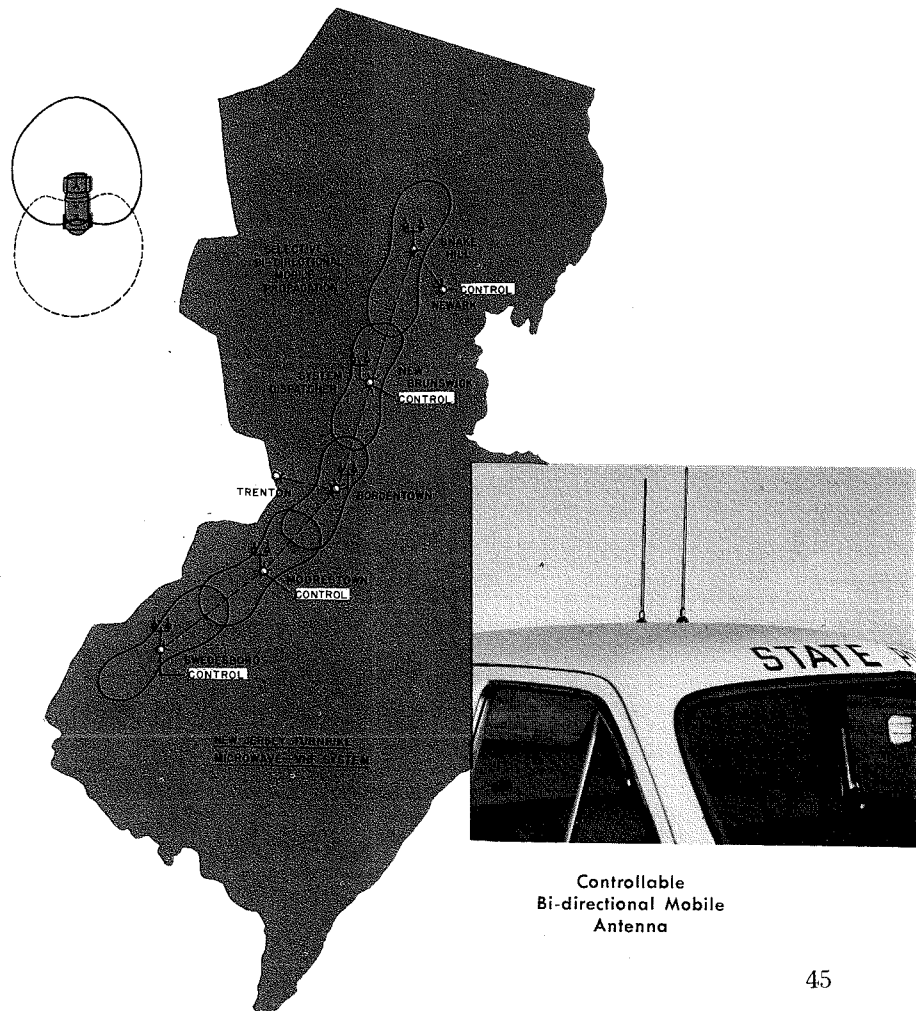 SELECTIVE
BI-DIRECTIONAL
MOBILE
PROPAGATION
SNAKE
HILL
CONTROL
NEWARK
SYSTEM
DISPATCHER
NEW
BRUNSWICK
CONTROL
TRENTON
BORDENTOWN
MOORESTOWN
CONTROL
SWEDESBORO
CONTROL
NEW JERSEY TURNPIKE
MICROWAVE - VHF SYSTEM
STATE
Controllable
Bi-directional Mobile
Antenna
45